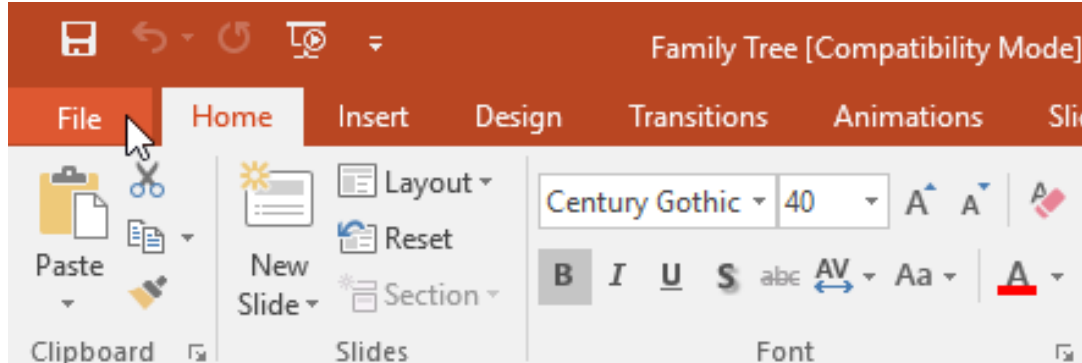 Family Tree [Compatibility Mode]
File Home Insert Design Transitions Animations Sli
Paste
New Slide
Layout
Reset
Section
Century Gothic 40 A A
B I U S abc AV Aa A
Clipboard Slides Font